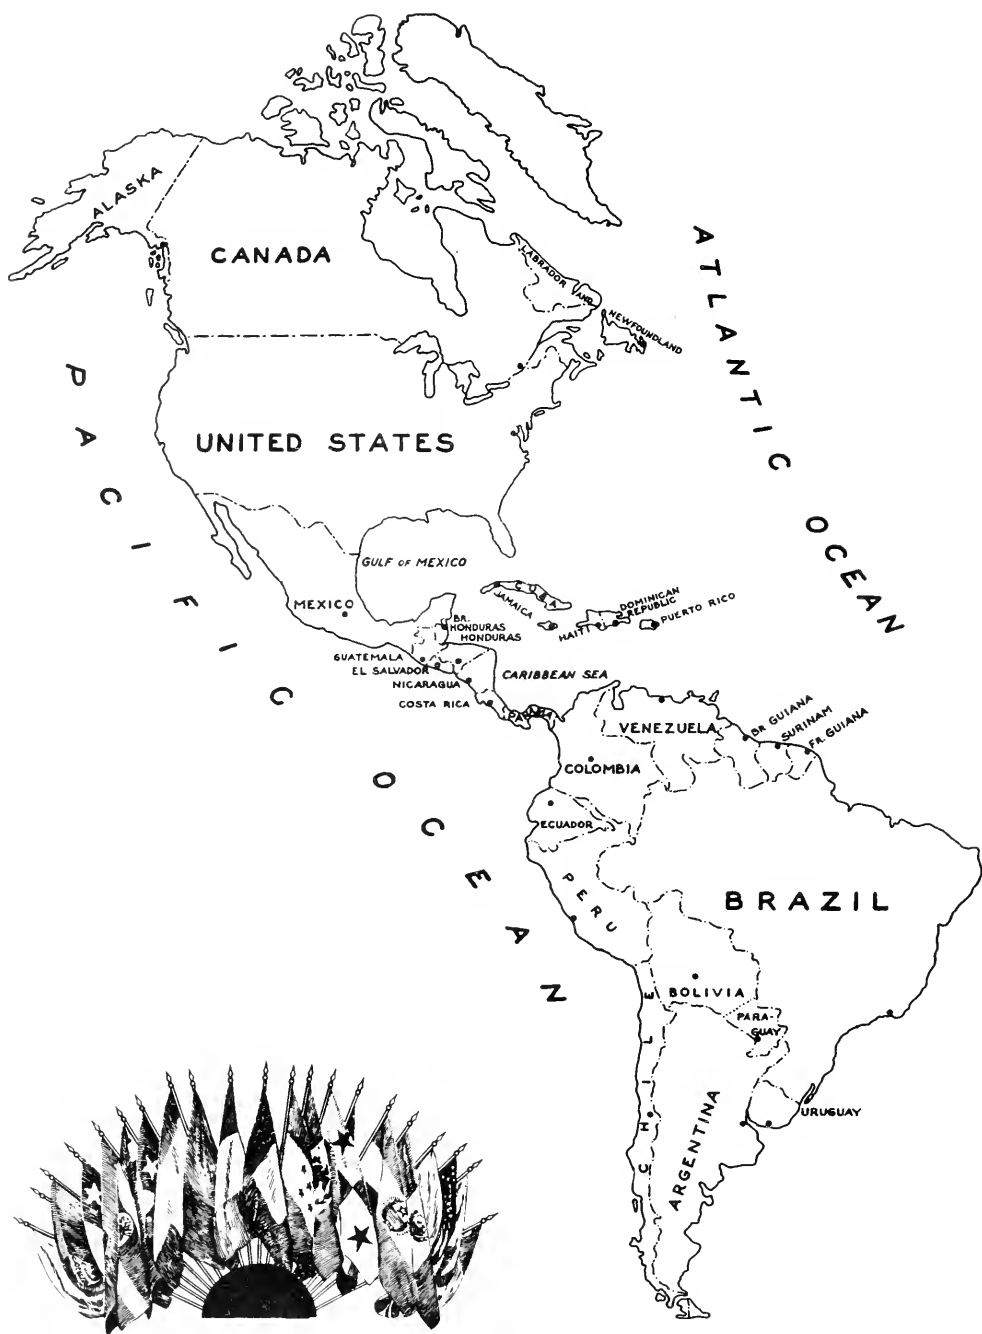 ALASKA
CANADA
LABRADOR AND
NEWFOUNDLAND
ATLANTIC OCEAN
PACIFIC OCEAN
UNITED STATES
GULF OF MEXICO
MEXICO
CUBA
JAMAICA
HAITI
DOMINICAN
REPUBLIC
PUERTO RICO
BR.
HONDURAS
HONDURAS
GUATEMALA
EL SALVADOR
NICARAGUA
COSTA RICA
PANAMA
CARIBBEAN SEA
VENEZUELA
BR GUIANA
SURINAM
FR. GUIANA
COLOMBIA
ECUADOR
PERU
BRAZIL
BOLIVIA
PARA-
GUAY
CHILE
ARGENTINA
URUGUAY